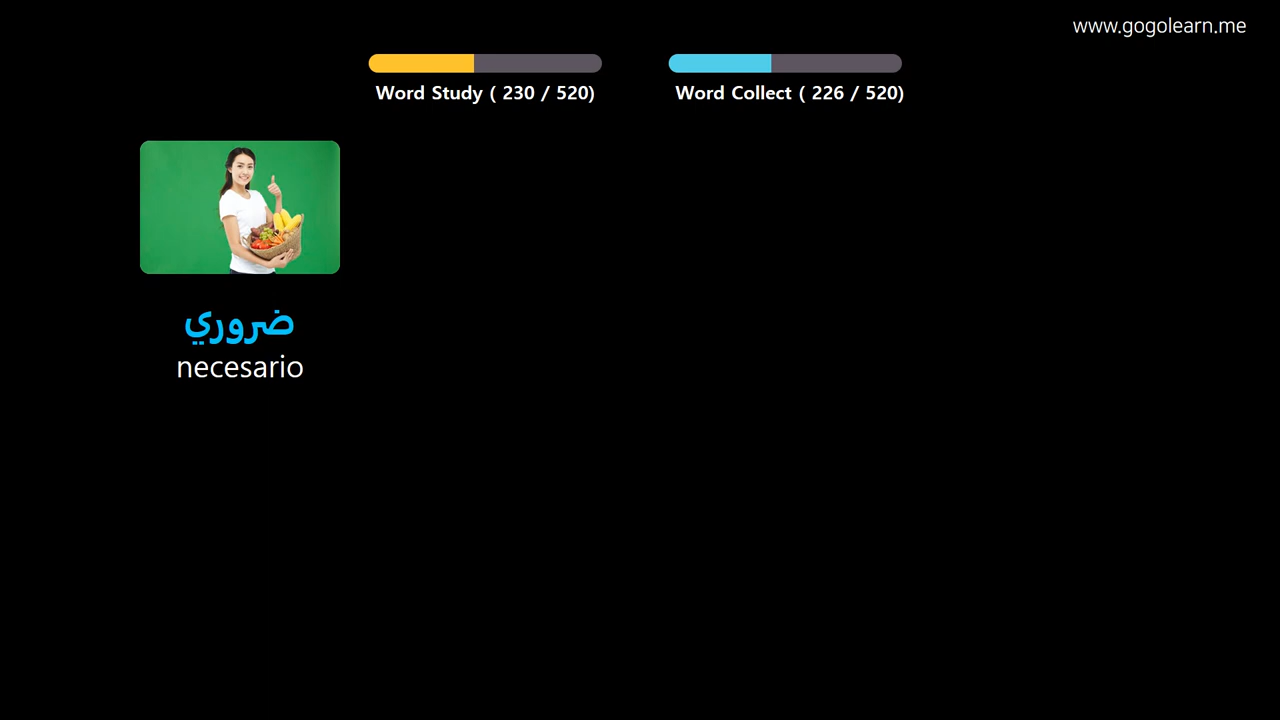 www.gogolearn.me
Word Study ( 230 / 520)
Word Collect ( 226 / 520)
ضروري
necesario